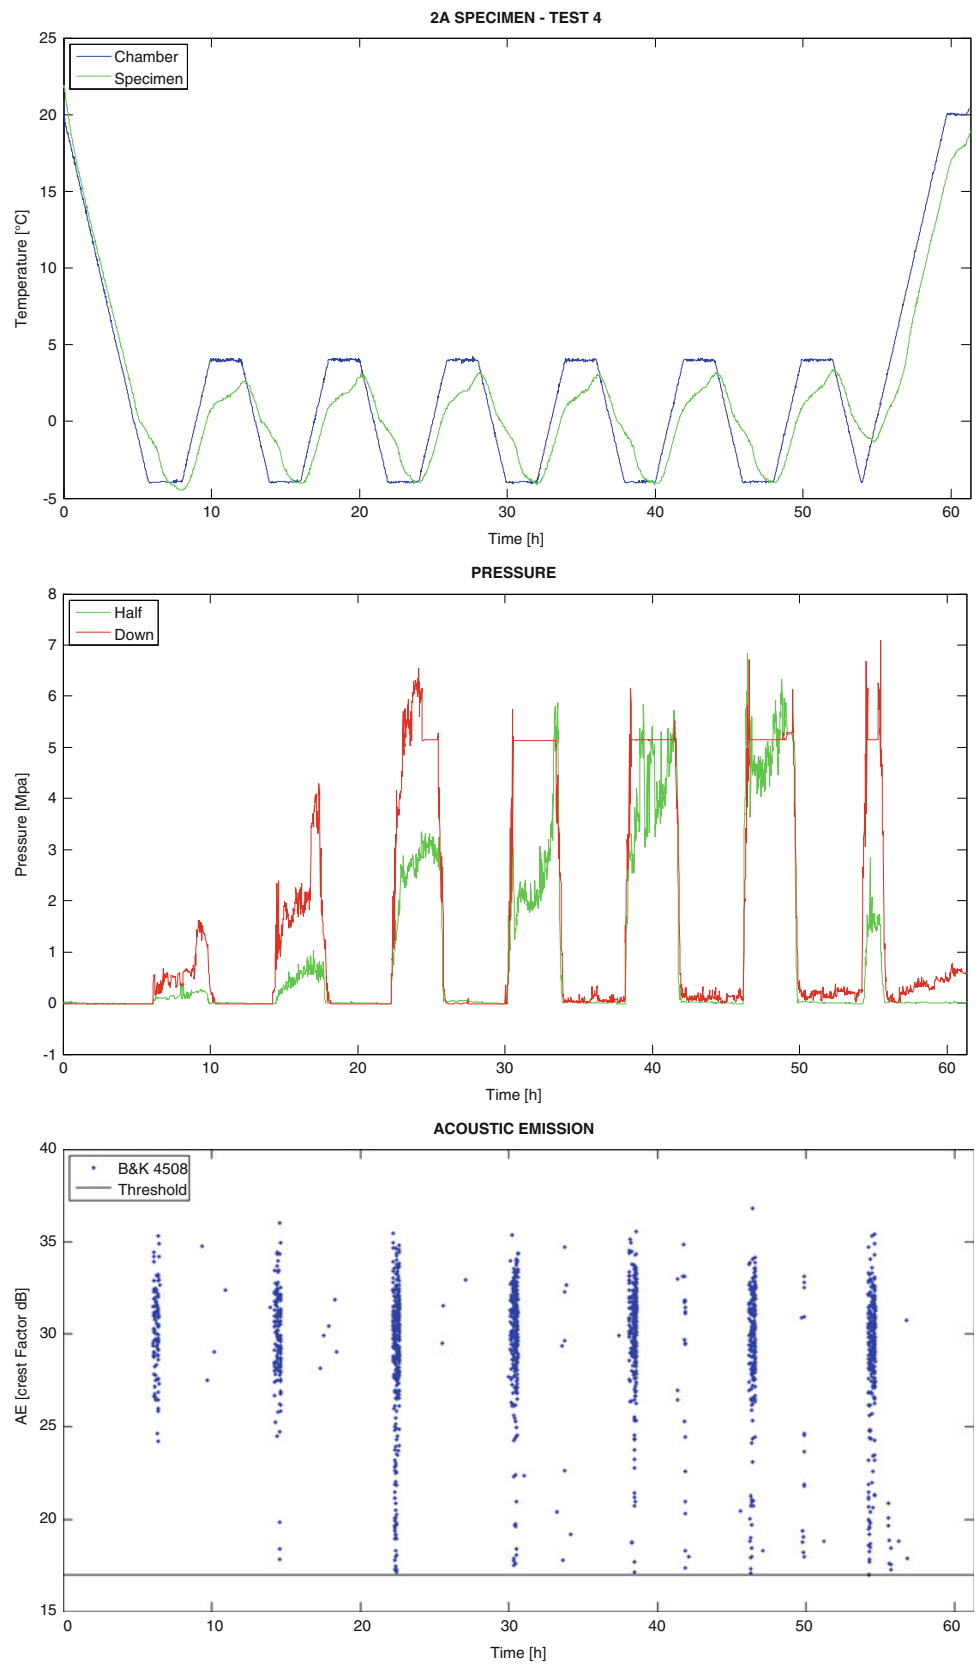 2A SPECIMEN - TEST 4
25
20
15
10
5
0
-5
Temperature [°C]
Chamber
Specimen
0 10 20 30 40 50 60
Time [h]
PRESSURE
8
7
6
5
4
3
2
1
0
-1
Pressure [Mpa]
Half
Down
0 10 20 30 40 50 60
Time [h]
ACOUSTIC EMISSION
40
35
30
25
20
15
AE [crest Factor dB]
B&K 4508
Threshold
0 10 20 30 40 50 60
Time [h]